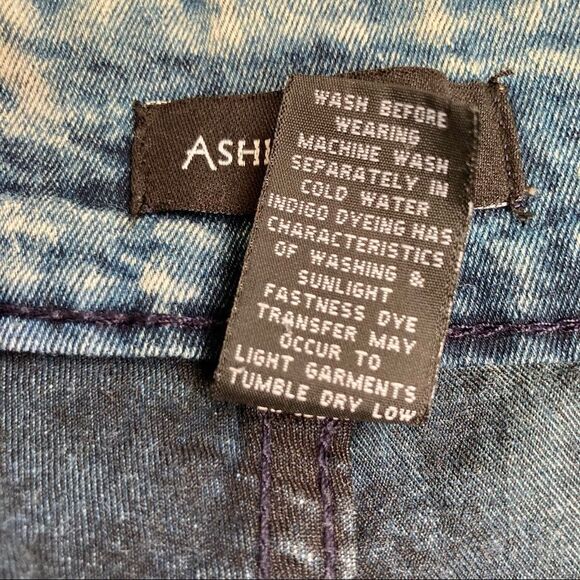 WASH BEFORE
WEARING
MACHINE WASH
SEPARATELY IN
COLD WATER
INDIGO DYEING HAS
CHARACTERISTICS
OF WASHING &
SUNLIGHT
FASTNESS DYE
TRANSFER MAY
OCCUR TO
LIGHT GARMENTS
TUMBLE DRY LOW